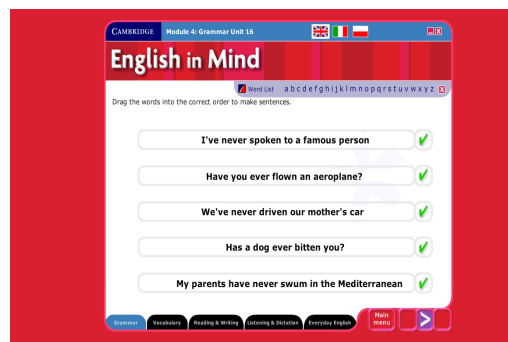 CAMBRIDGE Module 4: Grammar Unit 16
English in Mind
Word List a b c d e f g h i j k l m n o p q r s t u v w x y z
Drag the words into the correct order to make sentences.
I've never spoken to a famous person
Have you ever flown an aeroplane?
We've never driven our mother's car
Has a dog ever bitten you?
My parents have never swum in the Mediterranean
Grammar Vocabulary Reading & Writing Listening & Dictation Everyday English Main menu